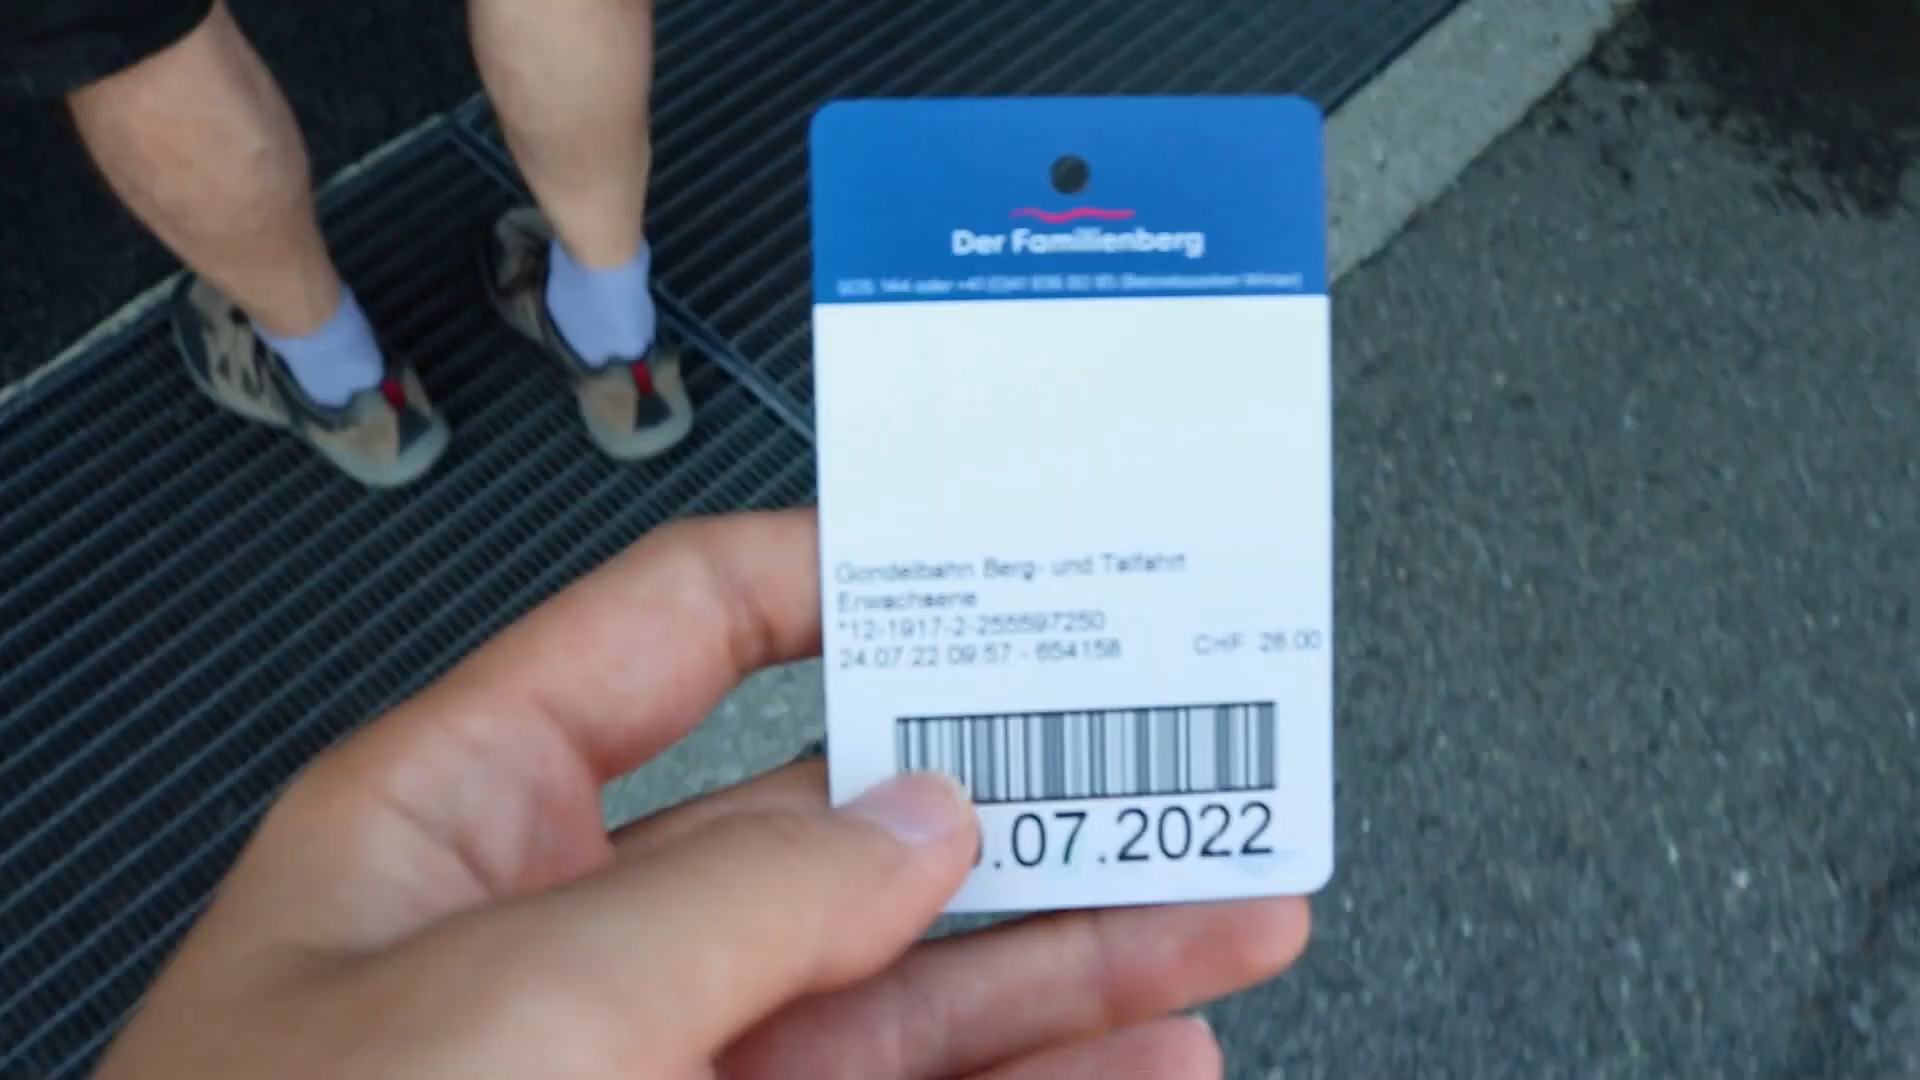 Der Familienberg
Gondelbahn Berg- und Talfahrt
Erwachsene
*12-1917-2-255597250
24.07.22 09:57 - 654158 CHF 26.00
.07.2022